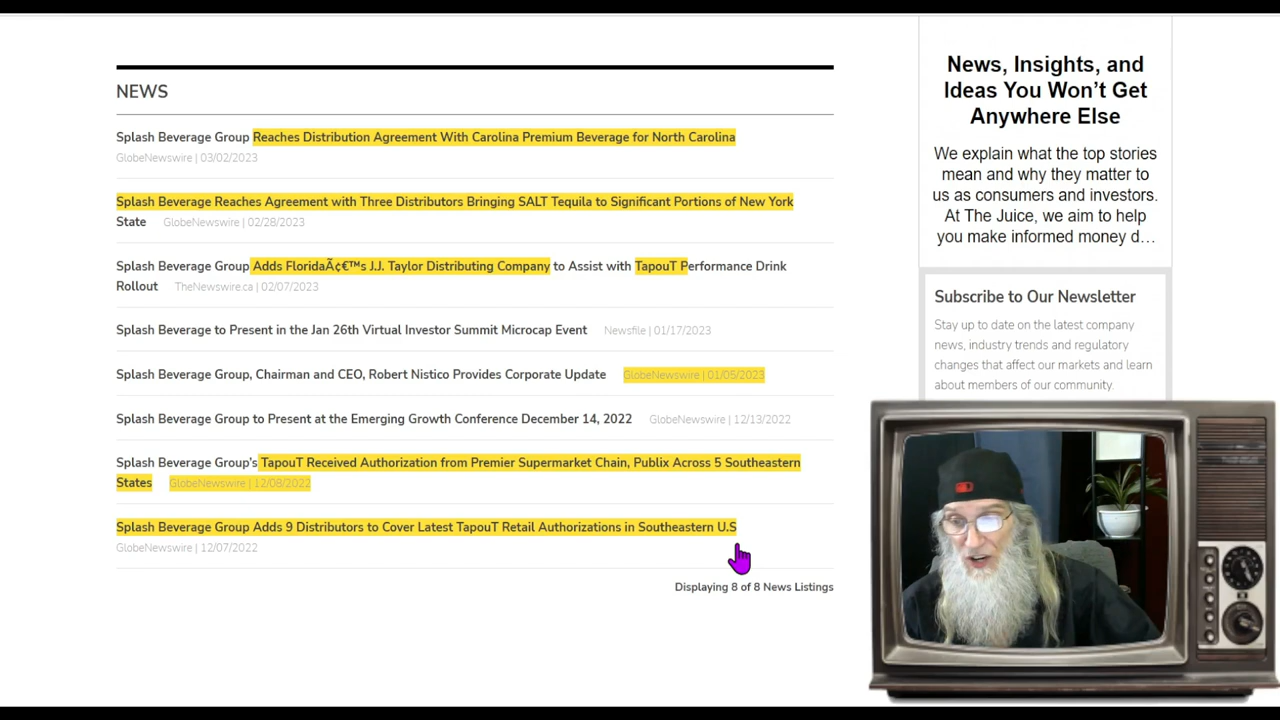 NEWS
Splash Beverage Group Reaches Distribution Agreement With Carolina Premium Beverage for North Carolina
GlobeNewswire | 03/02/2023
Splash Beverage Reaches Agreement with Three Distributors Bringing SALT Tequila to Significant Portions of New York
State GlobeNewswire | 02/28/2023
Splash Beverage Group Adds FloridaÃ¢€™s J.J. Taylor Distributing Company to Assist with TapouT Performance Drink
Rollout TheNewswire.ca | 02/07/2023
Splash Beverage to Present in the Jan 26th Virtual Investor Summit Microcap Event Newsfile | 01/17/2023
Splash Beverage Group, Chairman and CEO, Robert Nistico Provides Corporate Update GlobeNewswire | 01/05/2023
Splash Beverage Group to Present at the Emerging Growth Conference December 14, 2022 GlobeNewswire | 12/13/2022
Splash Beverage Group's TapouT Received Authorization from Premier Supermarket Chain, Publix Across 5 Southeastern
States GlobeNewswire | 12/08/2022
Splash Beverage Group Adds 9 Distributors to Cover Latest TapouT Retail Authorizations in Southeastern U.S
GlobeNewswire | 12/07/2022
Displaying 8 of 8 News Listings
News, Insights, and
Ideas You Won't Get
Anywhere Else
We explain what the top stories
mean and why they matter to
us as consumers and investors.
At The Juice, we aim to help
you make informed money d…
Subscribe to Our Newsletter
Stay up to date on the latest company
news, industry trends and regulatory
changes that affect our markets and learn
about members of our community.